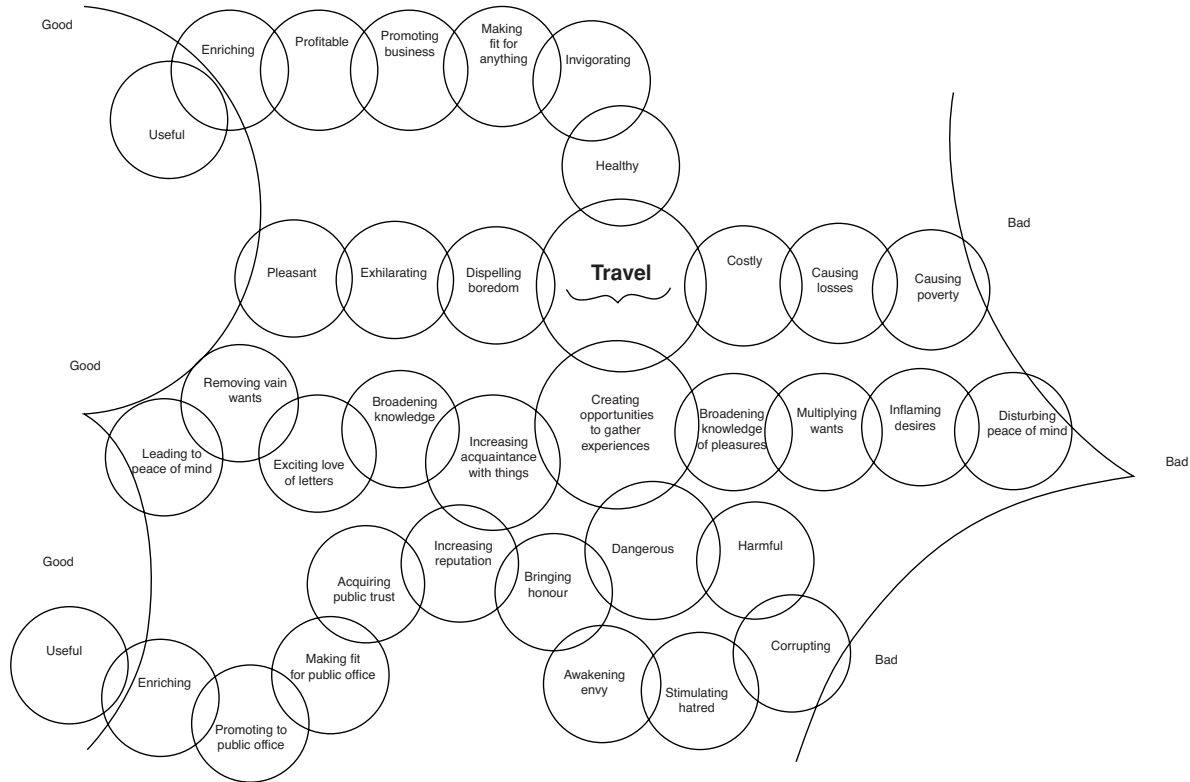 Good
Enriching
Profitable
Promoting
business
Making
fit for
anything
Invigorating
Useful
Healthy
Bad
Pleasant
Exhilarating
Dispelling
boredom
Travel
Costly
Causing
losses
Causing
poverty
Good
Removing vain
wants
Broadening
knowledge
Creating
opportunities
to gather
experiences
Broadening
knowledge
of pleasures
Multiplying
wants
Inflaming
desires
Disturbing
peace of mind
Leading to
peace of mind
Exciting love
of letters
Increasing
acquaintance
with things
Bad
Good
Acquiring
public trust
Increasing
reputation
Bringing
honour
Dangerous
Harmful
Useful
Enriching
Promoting to
public office
Making fit
for public office
Awakening
envy
Stimulating
hatred
Corrupting
Bad